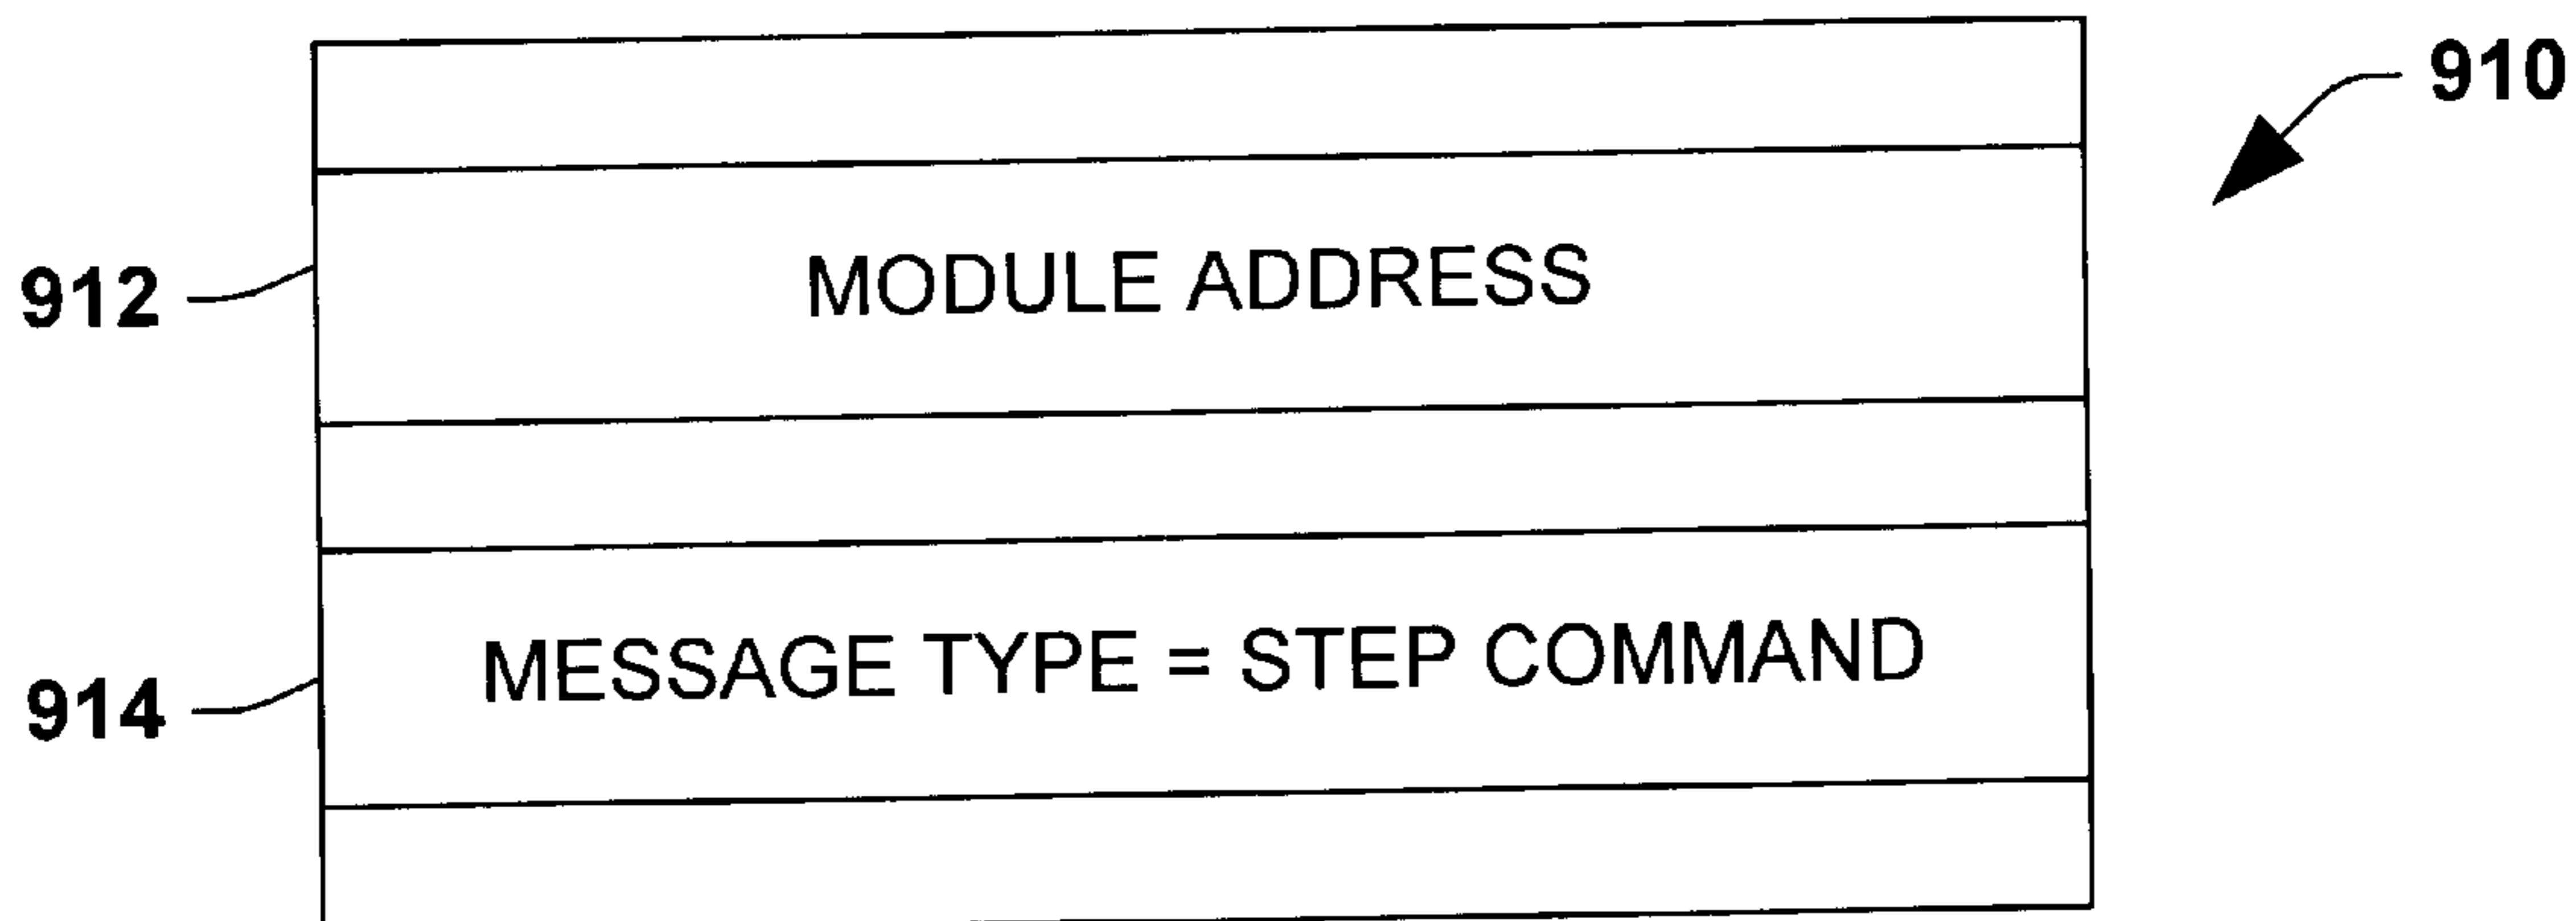 910
912
MODULE ADDRESS
914
MESSAGE TYPE = STEP COMMAND